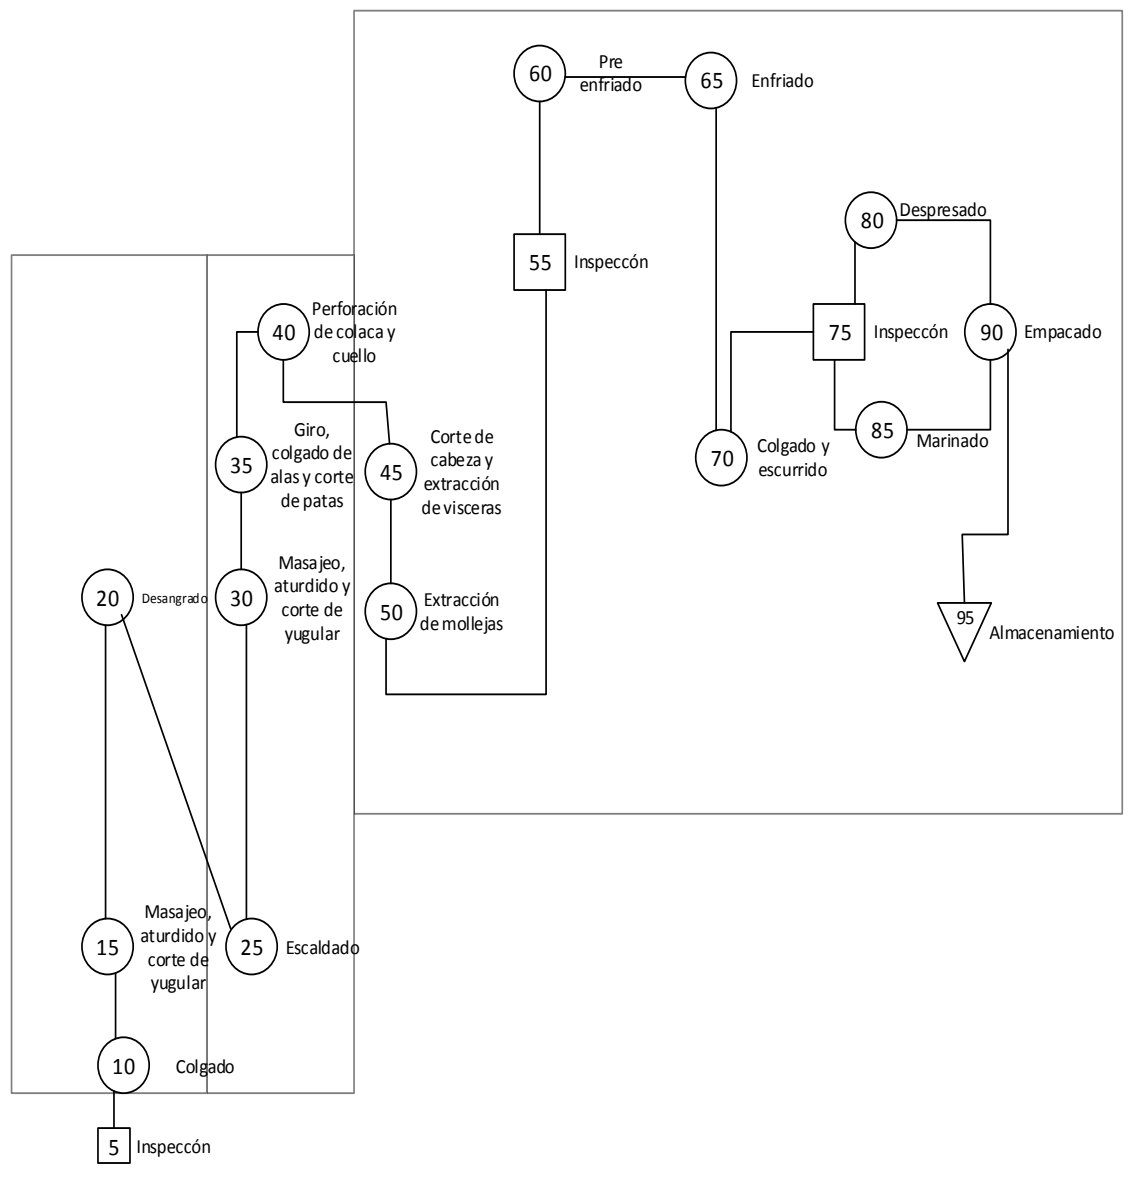 60
Pre
enfriado
65
Enfriado
80
Despresado
55
Inspeccón
40
Perforación
de colaca y
cuello
75
Inspeccón
90
Empacado
35
Giro,
colgado de
alas y corte
de patas
45
Corte de
cabeza y
extracción
de visceras
70
Colgado y
escurrido
85
Marinado
20
Desangrado
30
Masajeo,
aturdido y
corte de
yugular
50
Extracción
de mollejas
95
Almacenamiento
15
Masajeo,
aturdido y
corte de
yugular
25
Escaldado
10
Colgado
5
Inspeccón